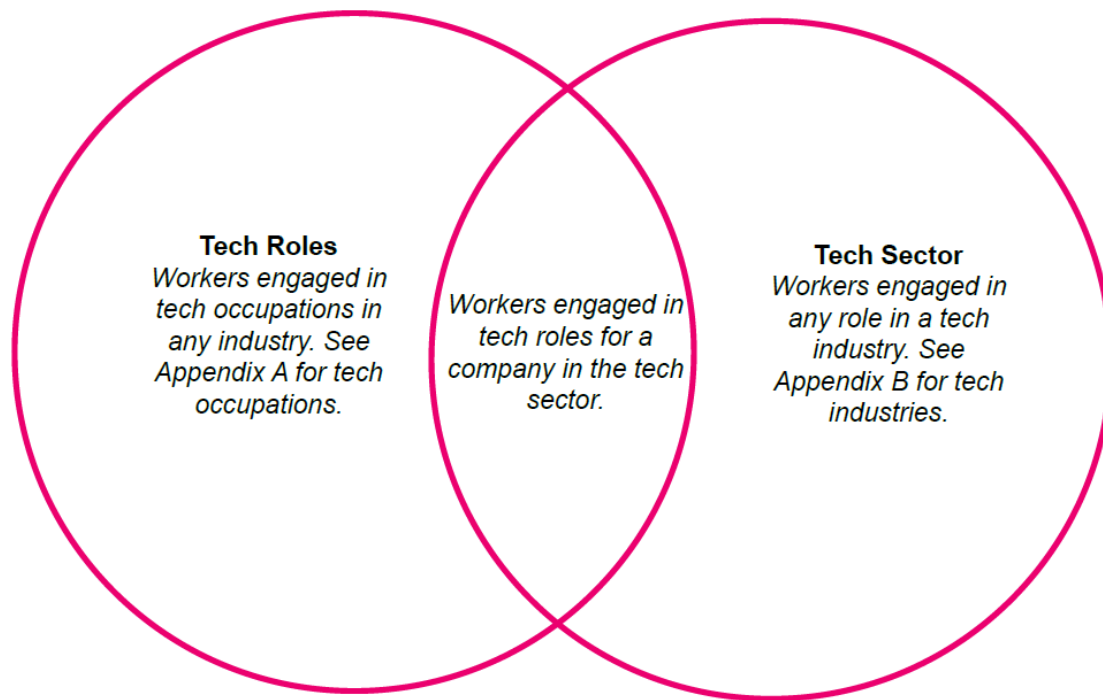 Tech Roles
Workers engaged in
tech occupations in
any industry. See
Appendix A for tech
occupations.
Workers engaged in
tech roles for a
company in the tech
sector.
Tech Sector
Workers engaged in
any role in a tech
industry. See
Appendix B for tech
industries.